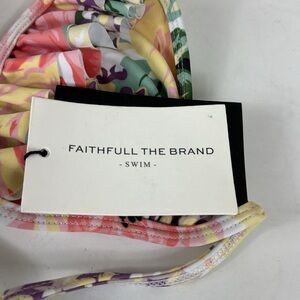 FAITHFULL THE BRAND
- SWIM -